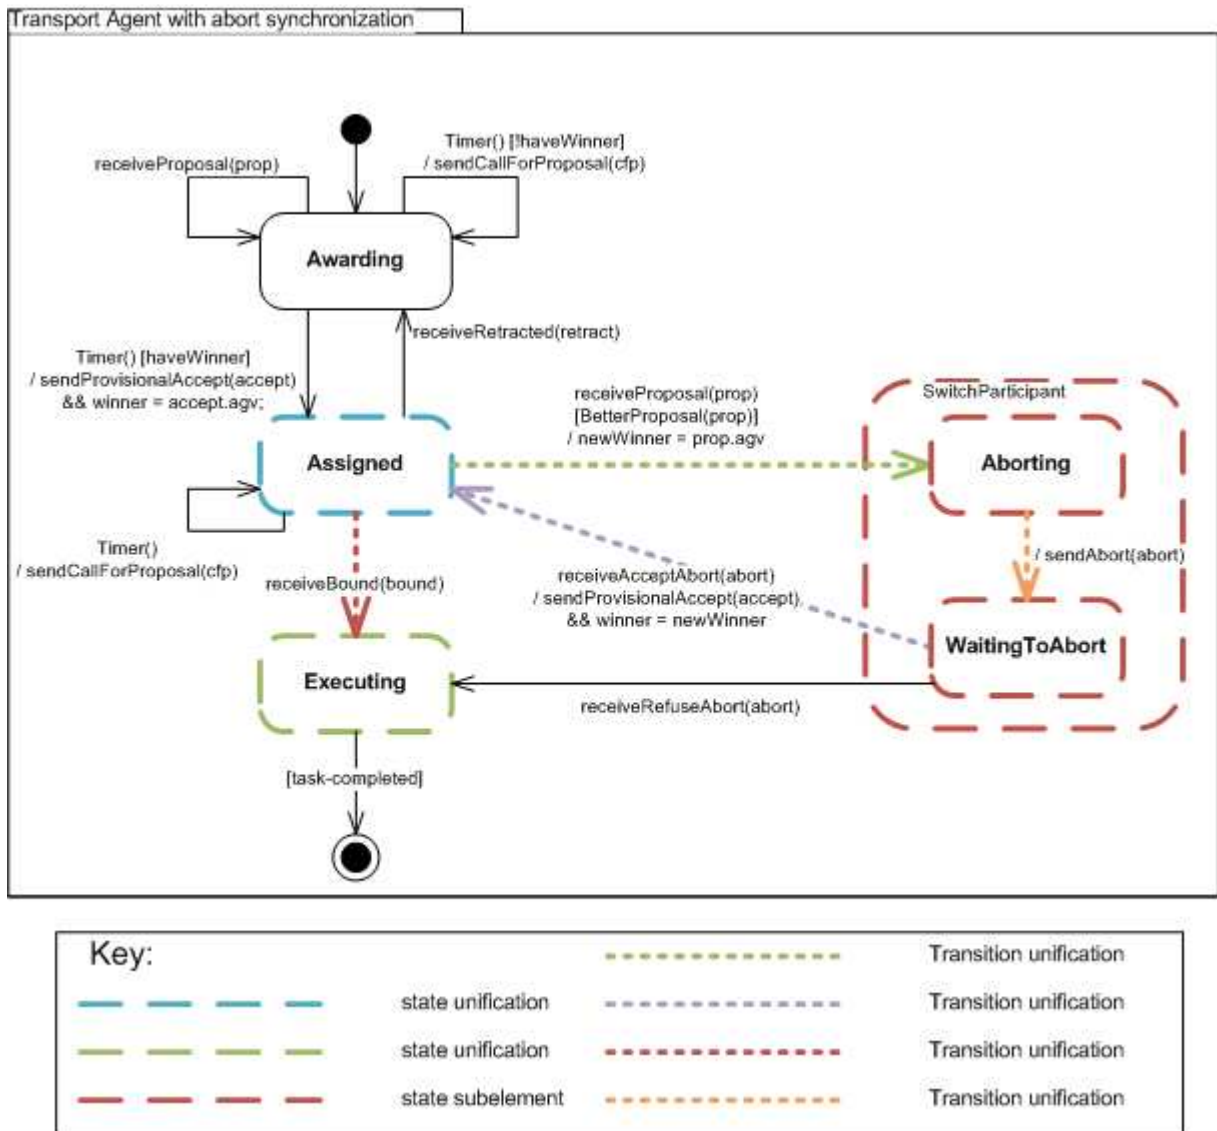 Transport Agent with abort synchronization
receiveProposal(prop)
Timer() [!haveWinner]
/ sendCallForProposal(cfp)
Awarding
receiveRetracted(retract)
Timer() [haveWinner]
/ sendProvisionalAccept(accept)
&& winner = accept.agv;
receiveProposal(prop)
[BetterProposal(prop)]
/ newWinner = prop.agv
SwitchParticipant
Assigned
Aborting
Timer()
/ sendCallForProposal(cfp)
receiveBound(bound)
receiveAcceptAbort(abort)
/ sendProvisionalAccept(accept)
&& winner = newWinner
/ sendAbort(abort)
WaitingToAbort
Executing
receiveRefuseAbort(abort)
[task-completed]
Key:
Transition unification
state unification
Transition unification
state unification
Transition unification
state subelement
Transition unification